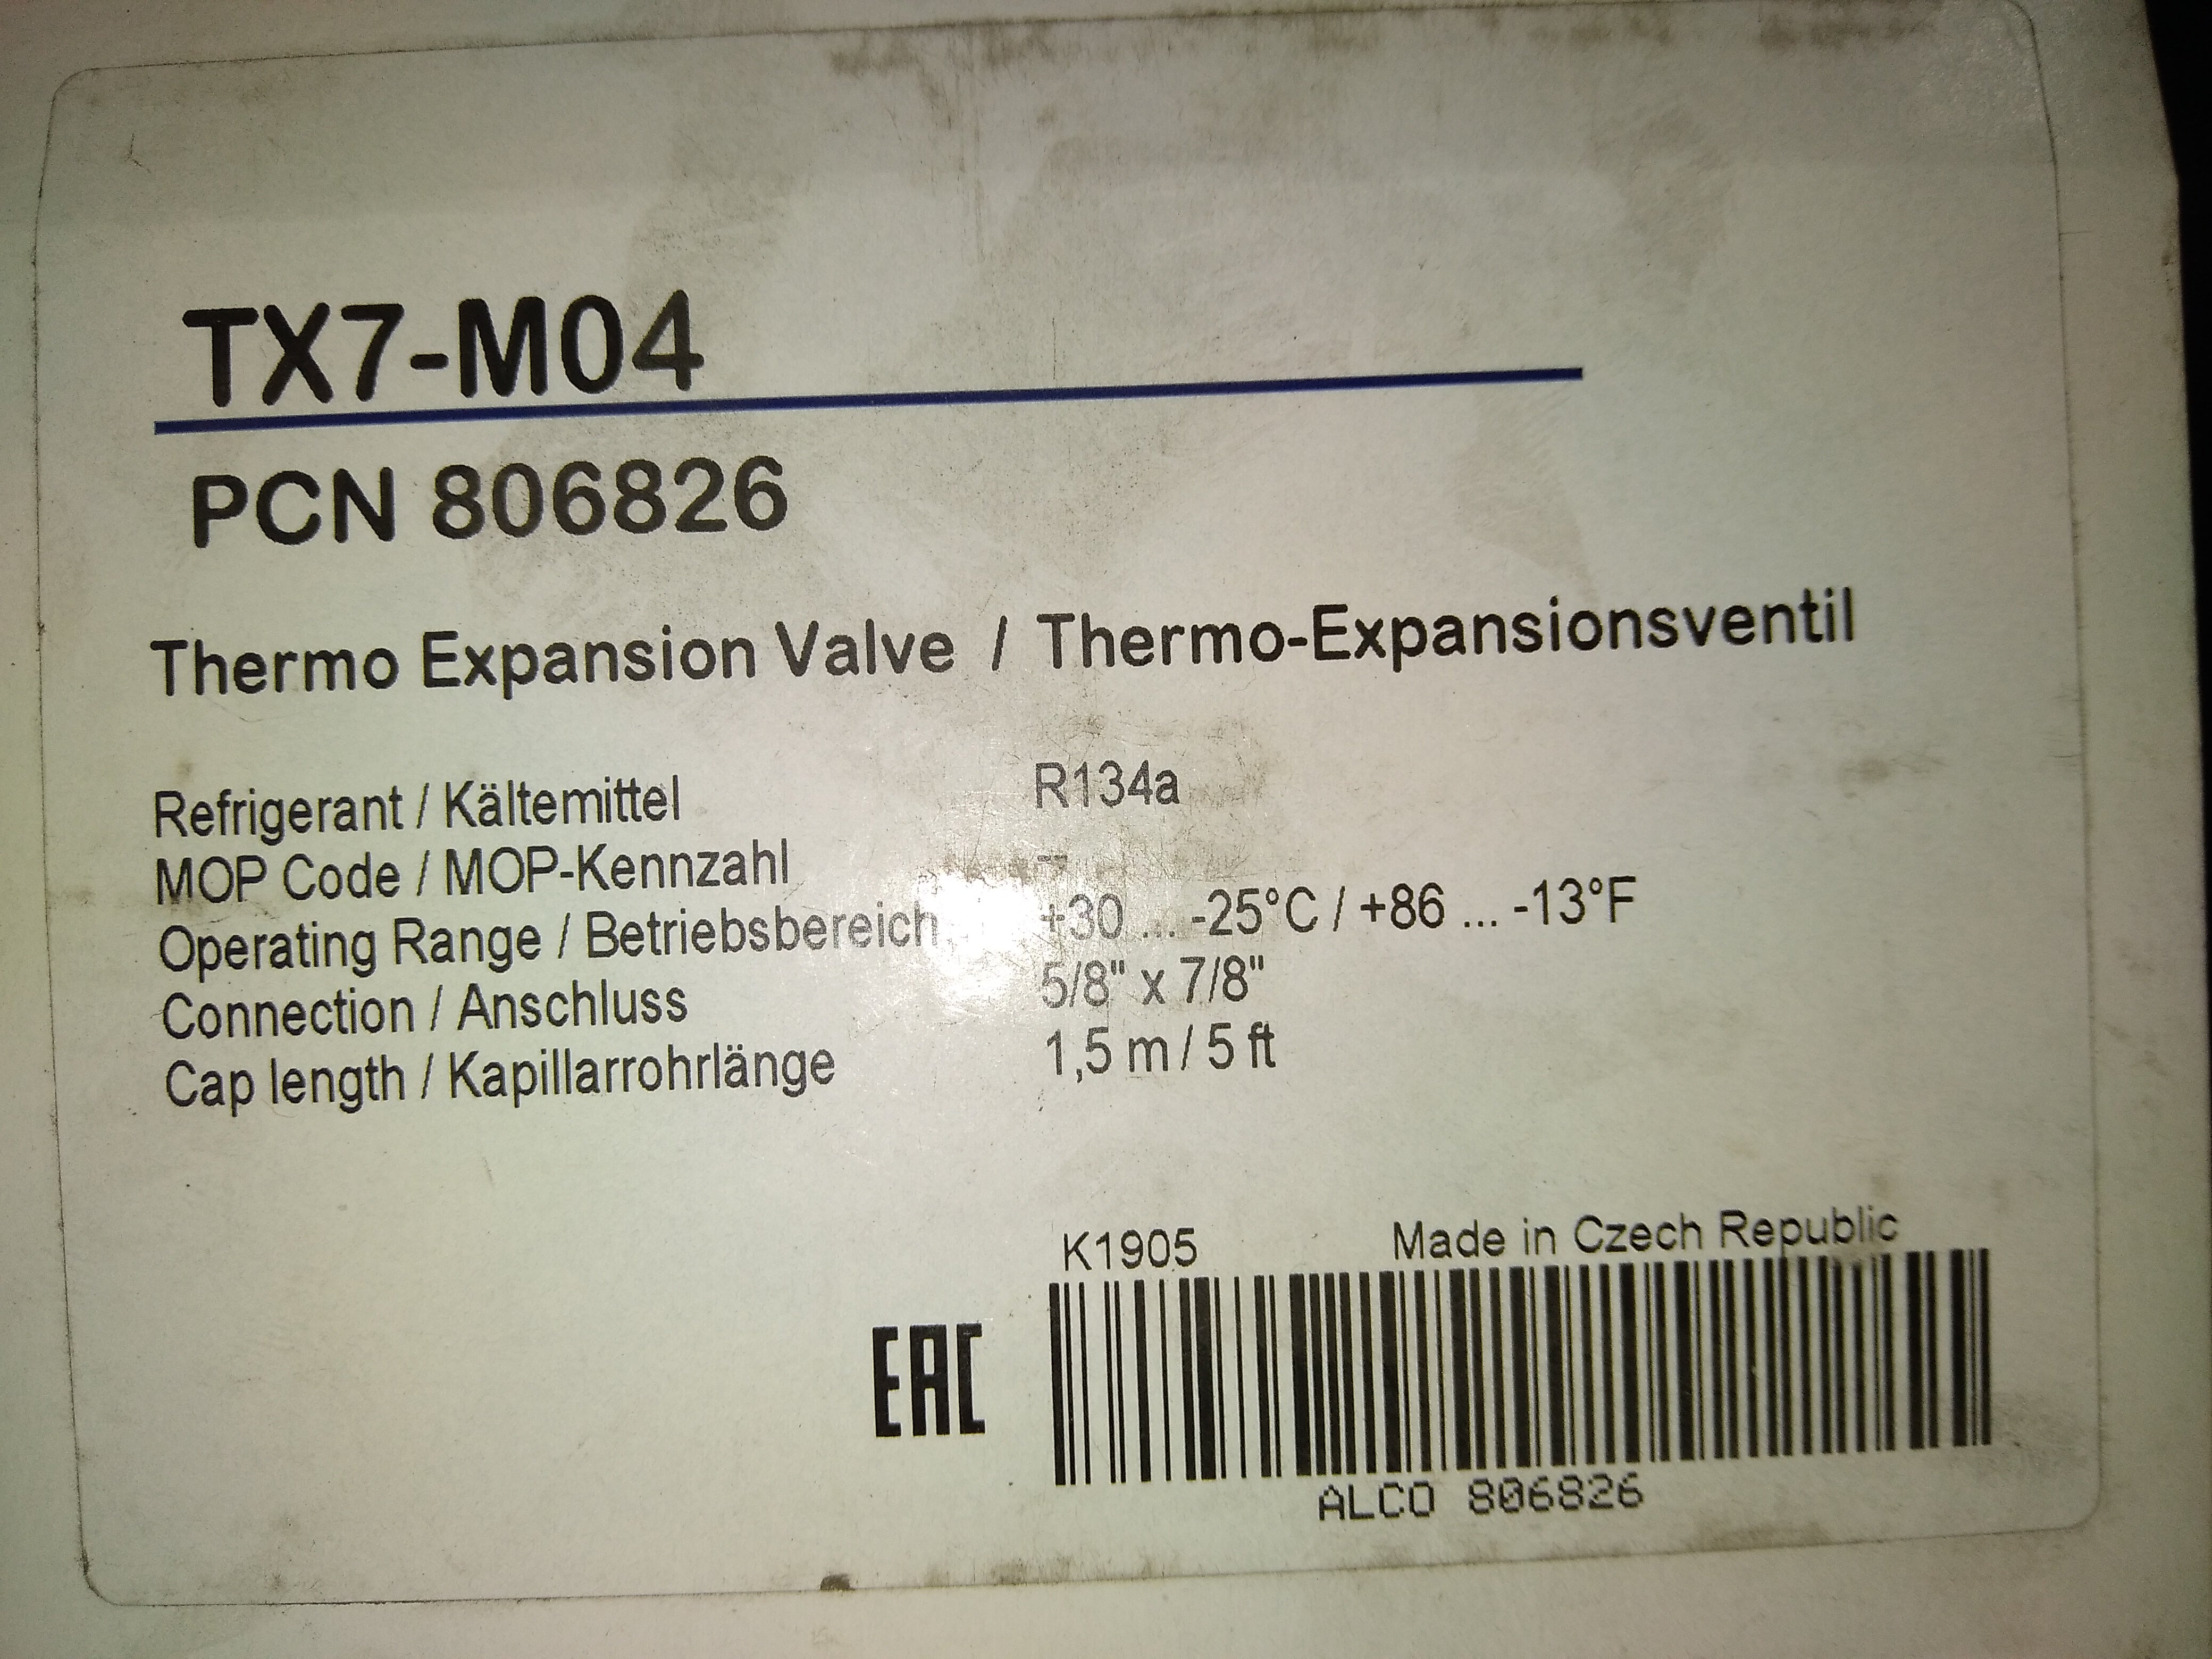 TX7-M04
PCN 806826
Thermo Expansion Valve / Thermo-Expansionsventil
Refrigerant / Kältemittel R134a
MOP Code / MOP-Kennzahl --
Operating Range / Betriebsbereich +30 ... -25°C / +86 ... -13°F
Connection / Anschluss 5/8" x 7/8"
Cap length / Kapillarrohrlänge 1,5 m / 5 ft
K1905 Made in Czech Republic
EAC
ALCO 806826